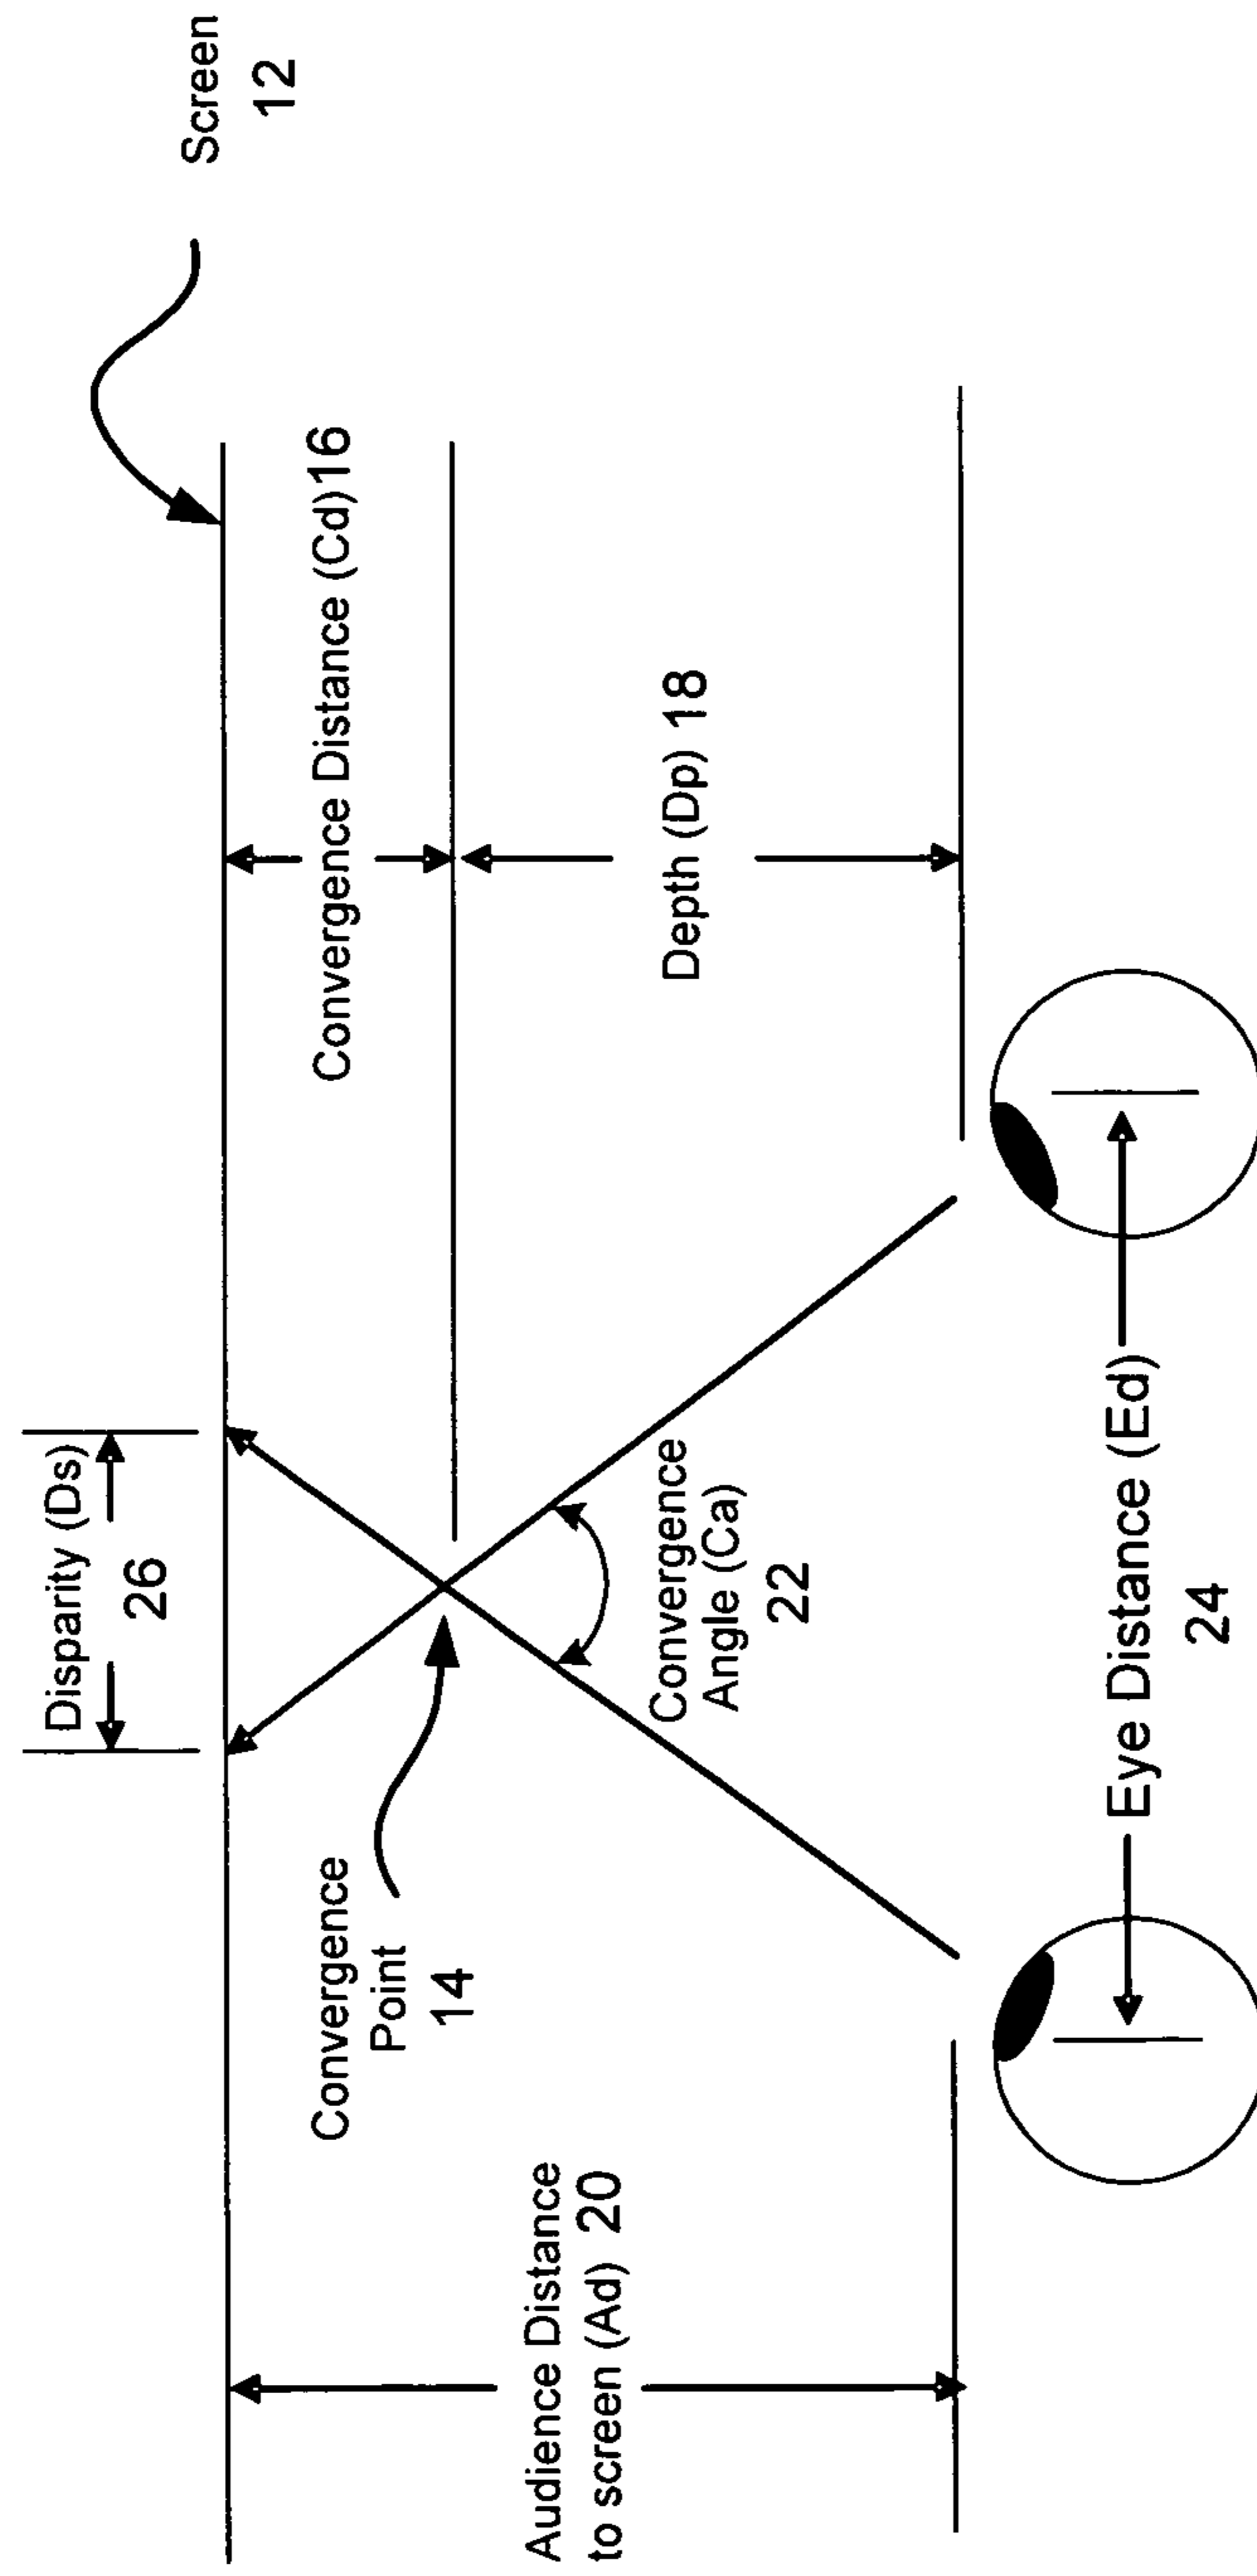 Disparity (Ds)
26
Screen
12
Convergence
Point
14
Convergence Distance (Cd)16
Audience Distance
to screen (Ad) 20
Convergence
Angle (Ca)
22
Depth (Dp) 18
Eye Distance (Ed)
24